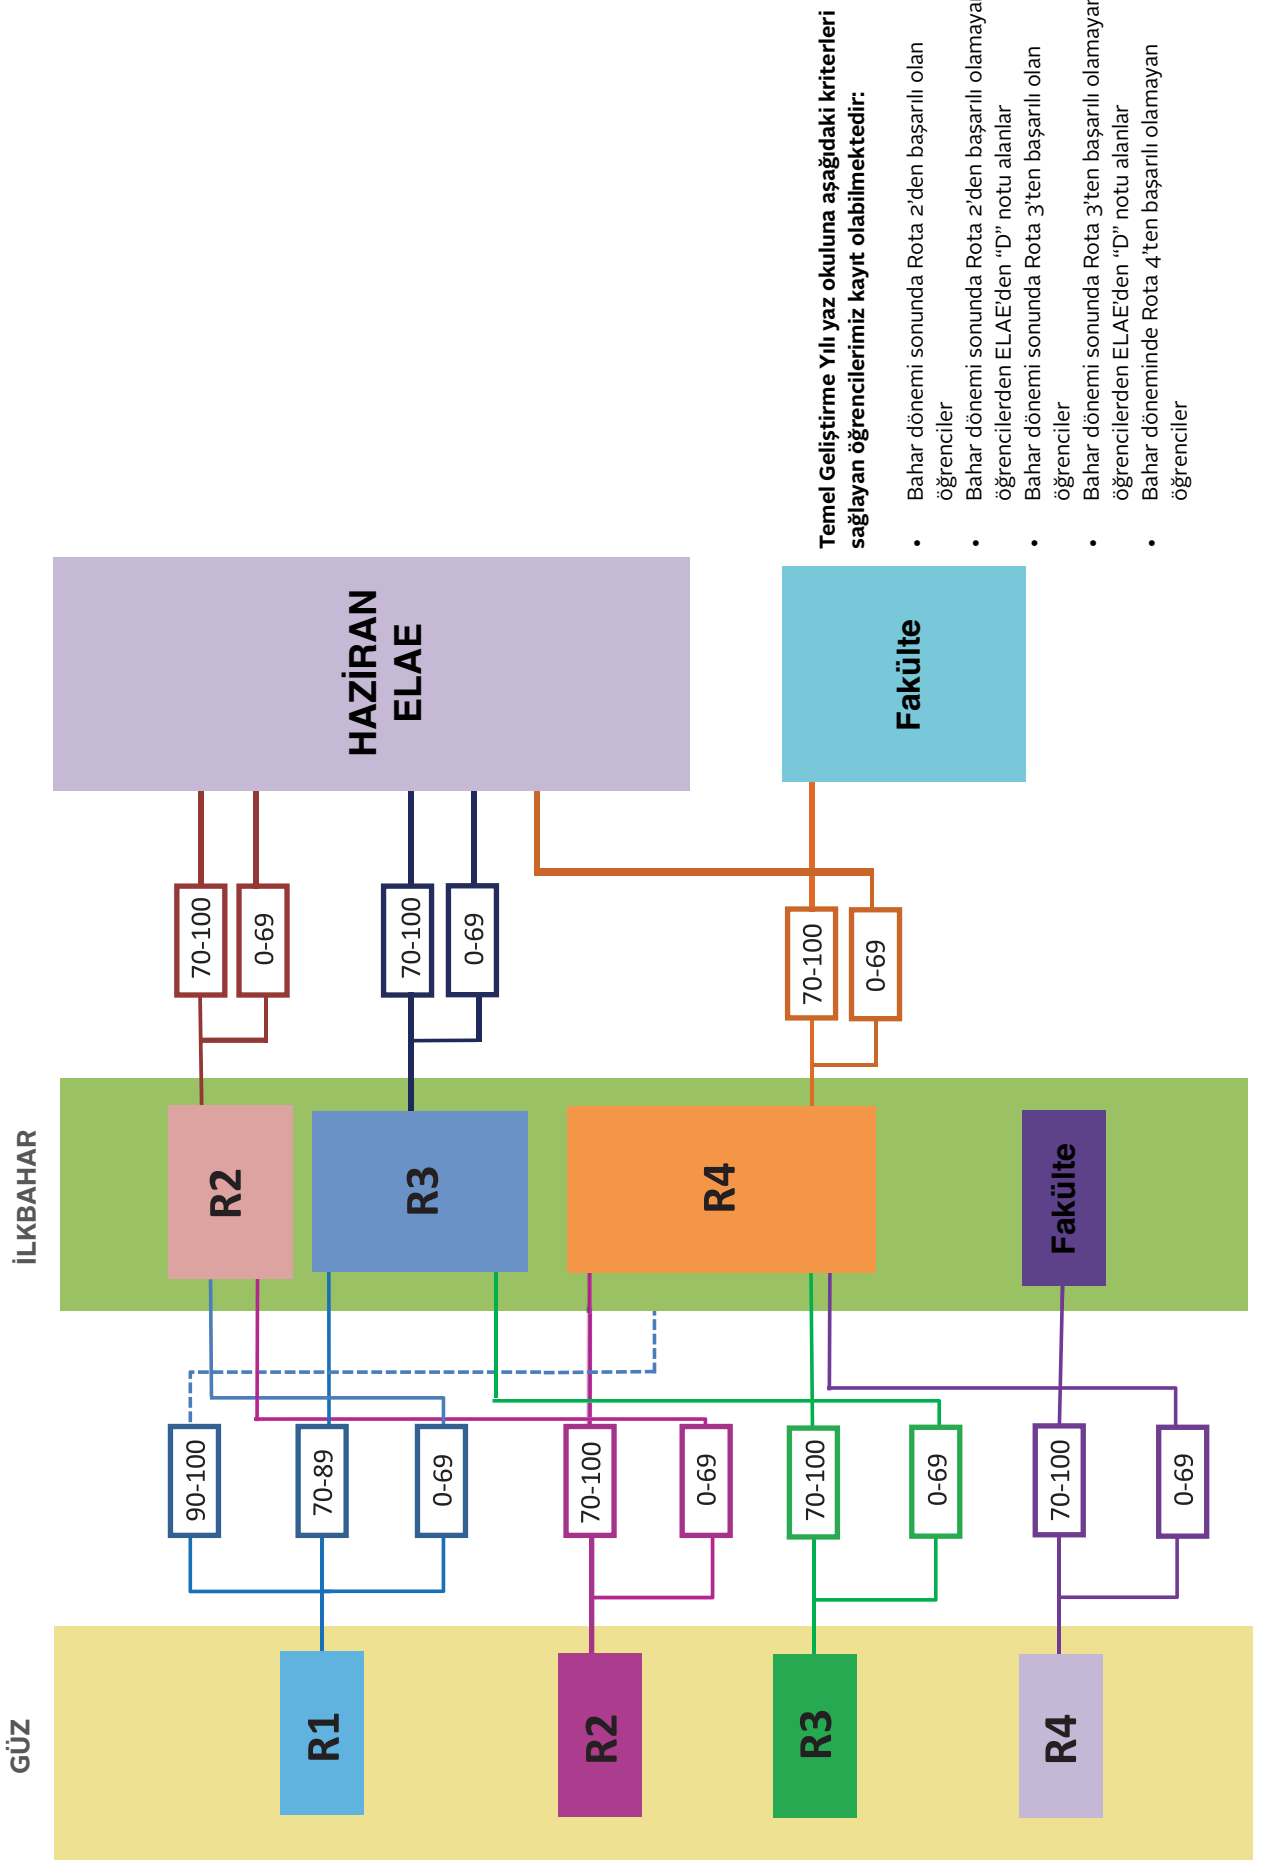 GÜZ
İLKBAHAR
R1
90-100
70-89
0-69
R2
70-100
0-69
R3
70-100
0-69
R4
70-100
0-69
R2
70-100
0-69
R3
70-100
0-69
R4
70-100
0-69
Fakülte
HAZİRAN
ELAE
Fakülte
Temel Geliştirme Yılı yaz okuluna aşağıdaki kriterleri
sağlayan öğrencilerimiz kayıt olabilmektedir:
• Bahar dönemi sonunda Rota 2'den başarılı olan
öğrenciler
• Bahar dönemi sonunda Rota 2'den başarılı olamayan
öğrencilerden ELAE'den “D” notu alanlar
• Bahar dönemi sonunda Rota 3'ten başarılı olan
öğrenciler
• Bahar dönemi sonunda Rota 3'ten başarılı olamayan
öğrencilerden ELAE'den “D” notu alanlar
• Bahar döneminde Rota 4'ten başarılı olamayan
öğrenciler